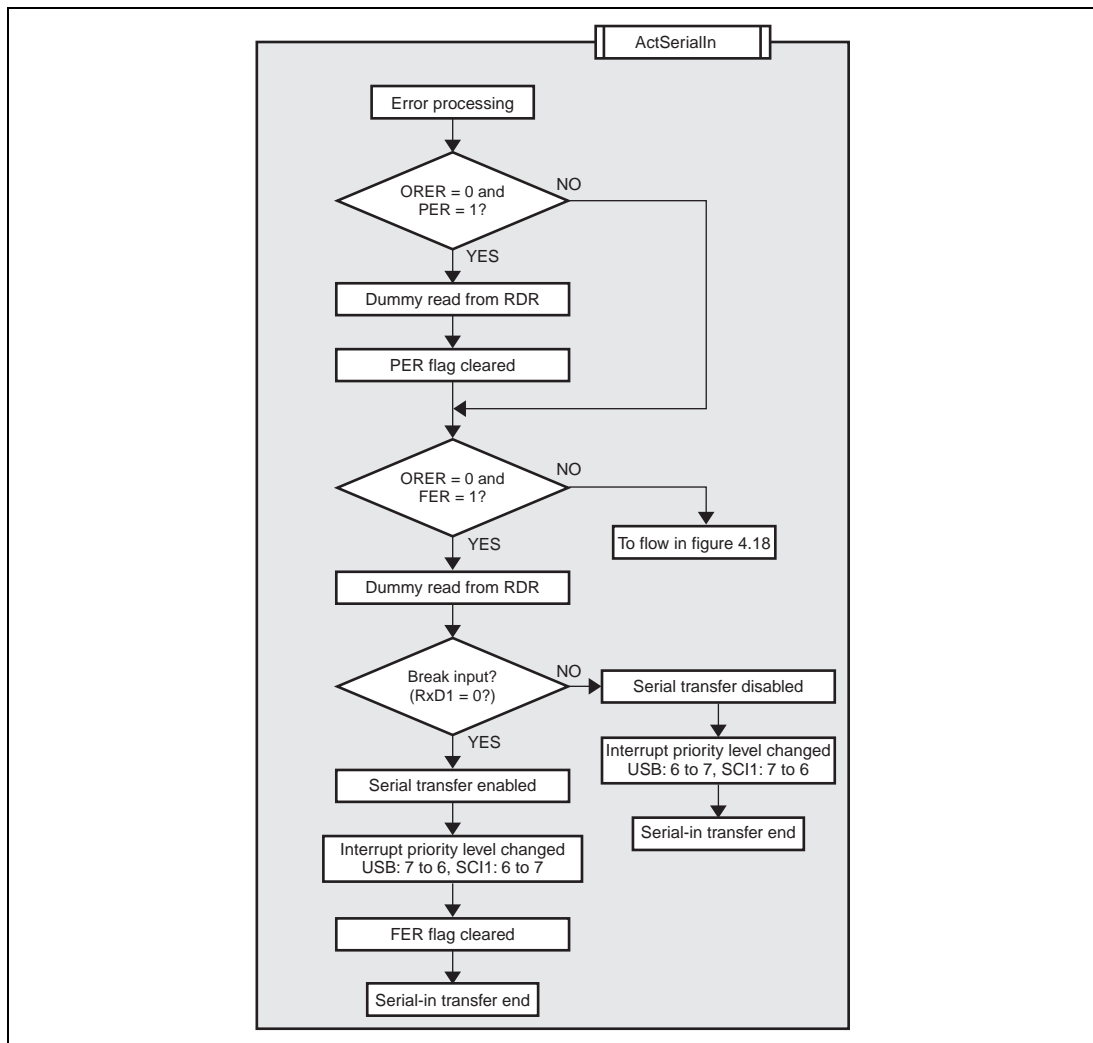 ActSerialIn
Error processing
ORER = 0 and
PER = 1?
NO
YES
Dummy read from RDR
PER flag cleared
ORER = 0 and
FER = 1?
NO
To flow in figure 4.18
YES
Dummy read from RDR
Break input?
(RxD1 = 0?)
NO
Serial transfer disabled
Interrupt priority level changed
USB: 6 to 7, SCI1: 7 to 6
Serial-in transfer end
YES
Serial transfer enabled
Interrupt priority level changed
USB: 7 to 6, SCI1: 6 to 7
FER flag cleared
Serial-in transfer end